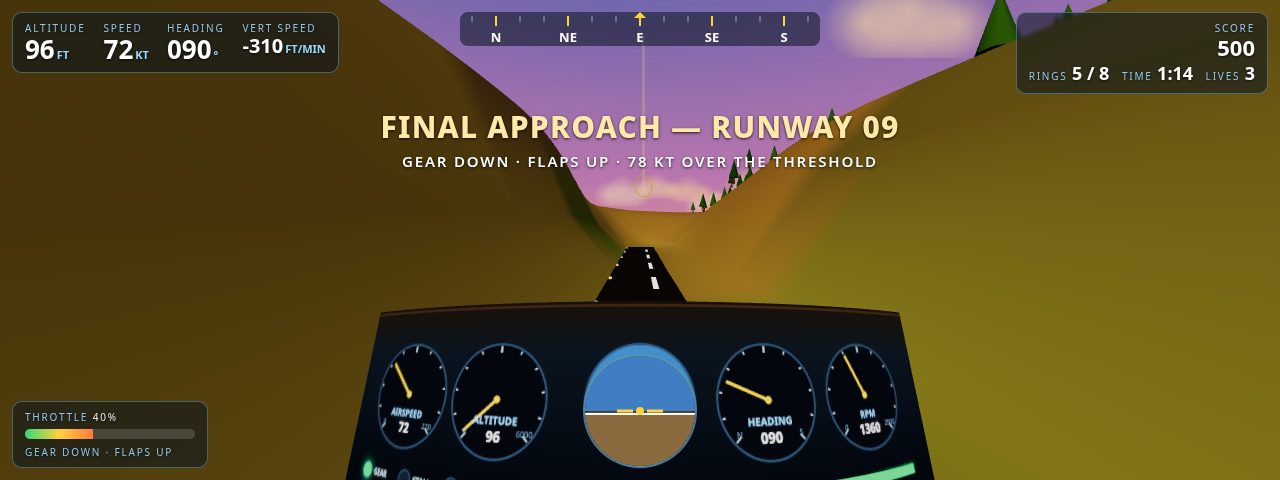 ALTITUDE SPEED HEADING VERT SPEED
96 FT 72 KT 090° -310 FT/MIN
N NE E SE S
SCORE
500
RINGS 5 / 8 TIME 1:14 LIVES 3
FINAL APPROACH — RUNWAY 09
GEAR DOWN · FLAPS UP · 78 KT OVER THE THRESHOLD
THROTTLE 40%
GEAR DOWN · FLAPS UP
AIRSPEED
72
ALTITUDE
96 6000
HEADING
090
N S
RPM
1360
GEAR